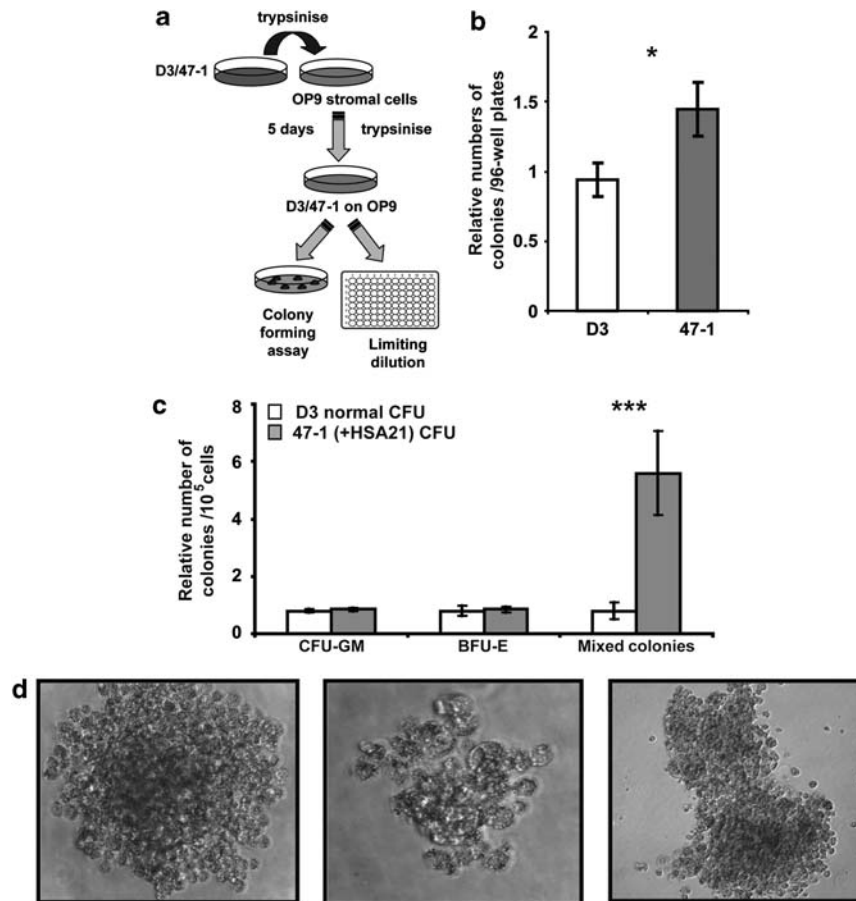 a
trypsinise
D3/47-1
OP9 stromal cells
5 days
trypsinise
D3/47-1 on OP9
Colony
forming
assay
Limiting
dilution
b
Relative numbers of
colonies /96-well plates
2
*
1.5
1
0.5
0
D3
47-1
c
Relative number of
colonies /10⁵cells
8
6
4
2
0
D3 normal CFU
47-1 (+HSA21) CFU
***
CFU-GM
BFU-E
Mixed colonies
d